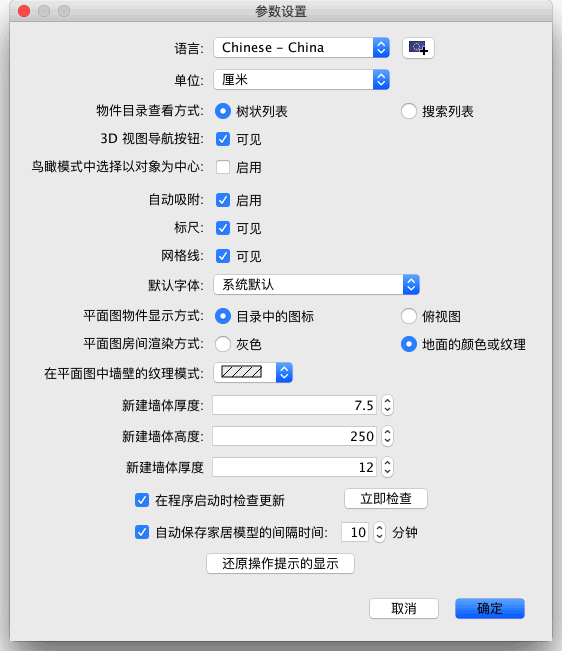 参数设置
语言: Chinese - China
单位: 厘米
物件目录查看方式: 树状列表 搜索列表
3D 视图导航按钮: 可见
鸟瞰模式中选择以对象为中心: 启用
自动吸附: 启用
标尺: 可见
网格线: 可见
默认字体: 系统默认
平面图物件显示方式: 目录中的图标 俯视图
平面图房间渲染方式: 灰色 地面的颜色或纹理
在平面图中墙壁的纹理模式:
新建墙体厚度: 7.5
新建墙体高度: 250
新建墙体厚度 12
在程序启动时检查更新 立即检查
自动保存家居模型的间隔时间: 10 分钟
还原操作提示的显示
取消 确定